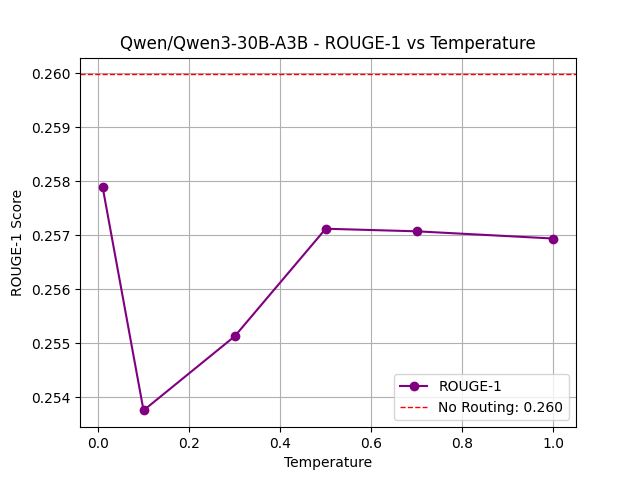 Qwen/Qwen3-30B-A3B - ROUGE-1 vs Temperature
ROUGE-1 Score
0.260
0.259
0.258
0.257
0.256
0.255
0.254
ROUGE-1
No Routing: 0.260
0.0 0.2 0.4 0.6 0.8 1.0
Temperature